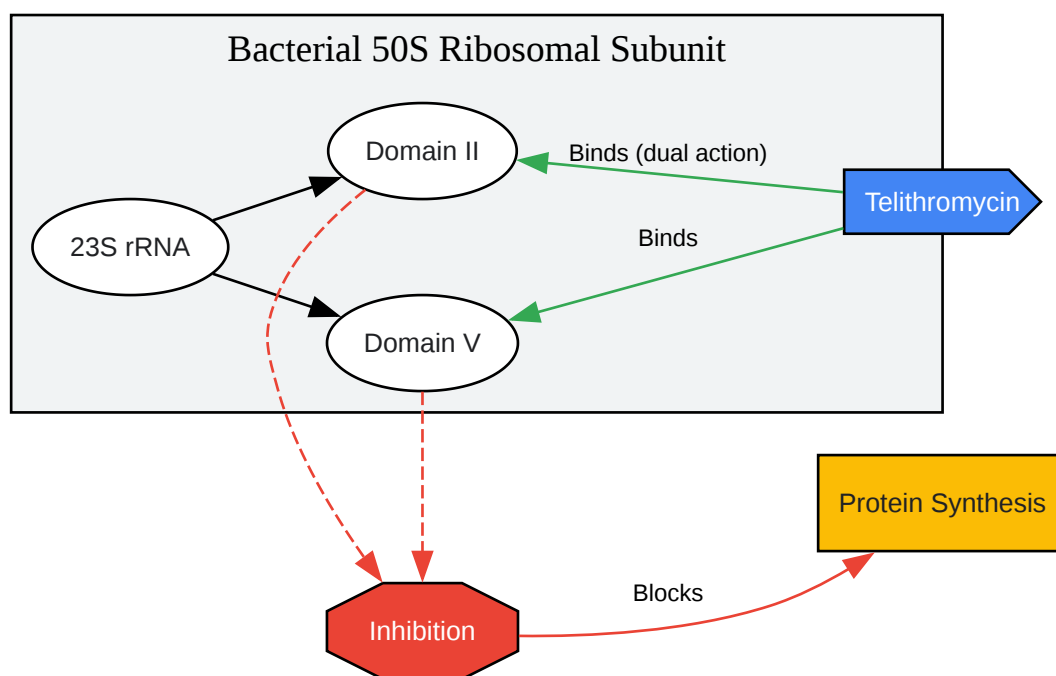 Bacterial 50S Ribosomal Subunit
Domain II
Binds (dual action)
Telithromycin
23S rRNA
Binds
Domain V
Protein Synthesis
Blocks
Inhibition